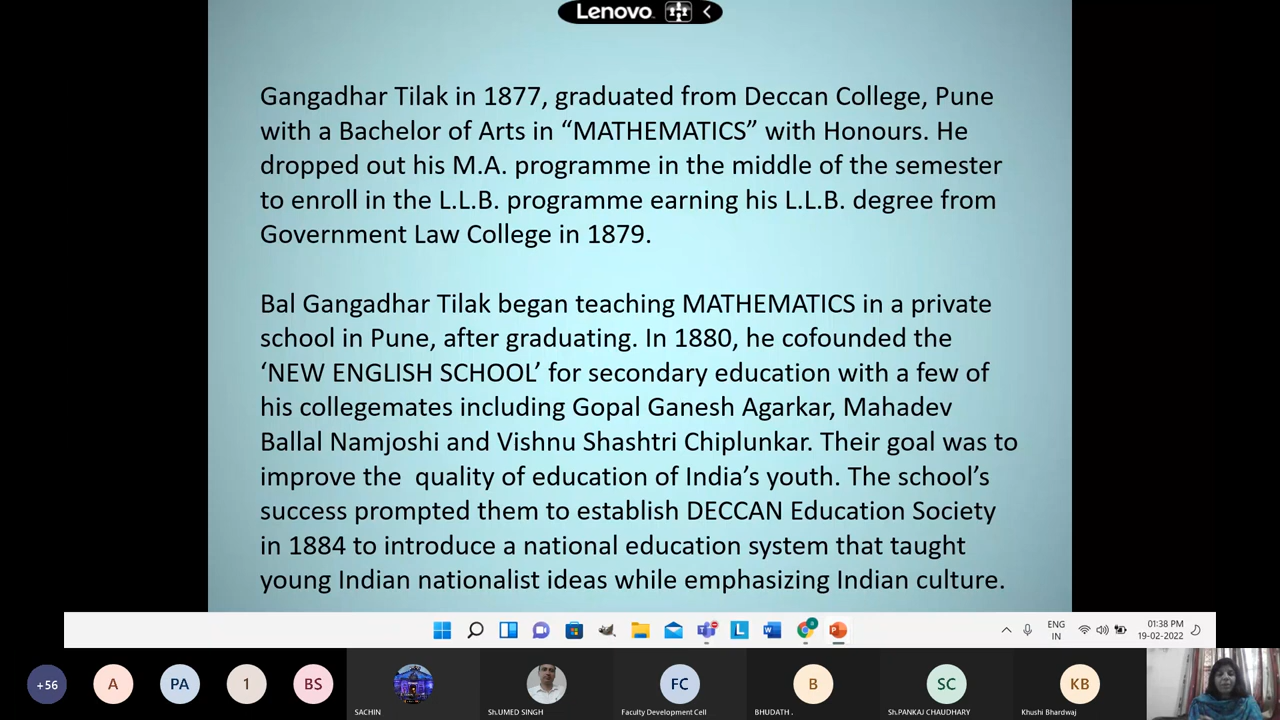 Lenovo
Gangadhar Tilak in 1877, graduated from Deccan College, Pune
with a Bachelor of Arts in “MATHEMATICS” with Honours. He
dropped out his M.A. programme in the middle of the semester
to enroll in the L.L.B. programme earning his L.L.B. degree from
Government Law College in 1879.
Bal Gangadhar Tilak began teaching MATHEMATICS in a private
school in Pune, after graduating. In 1880, he cofounded the
‘NEW ENGLISH SCHOOL’ for secondary education with a few of
his collegemates including Gopal Ganesh Agarkar, Mahadev
Ballal Namjoshi and Vishnu Shashtri Chiplunkar. Their goal was to
improve the  quality of education of India’s youth. The school’s
success prompted them to establish DECCAN Education Society
in 1884 to introduce a national education system that taught
young Indian nationalist ideas while emphasizing Indian culture.
ENG
IN
01:38 PM
19-02-2022
+56
A
PA
1
BS
FC
B
SC
KB
SACHIN
Sh.UMED SINGH
Faculty Development Cell
BHUDATH .
Sh.PANKAJ CHAUDHARY
Khushi Bhardwaj